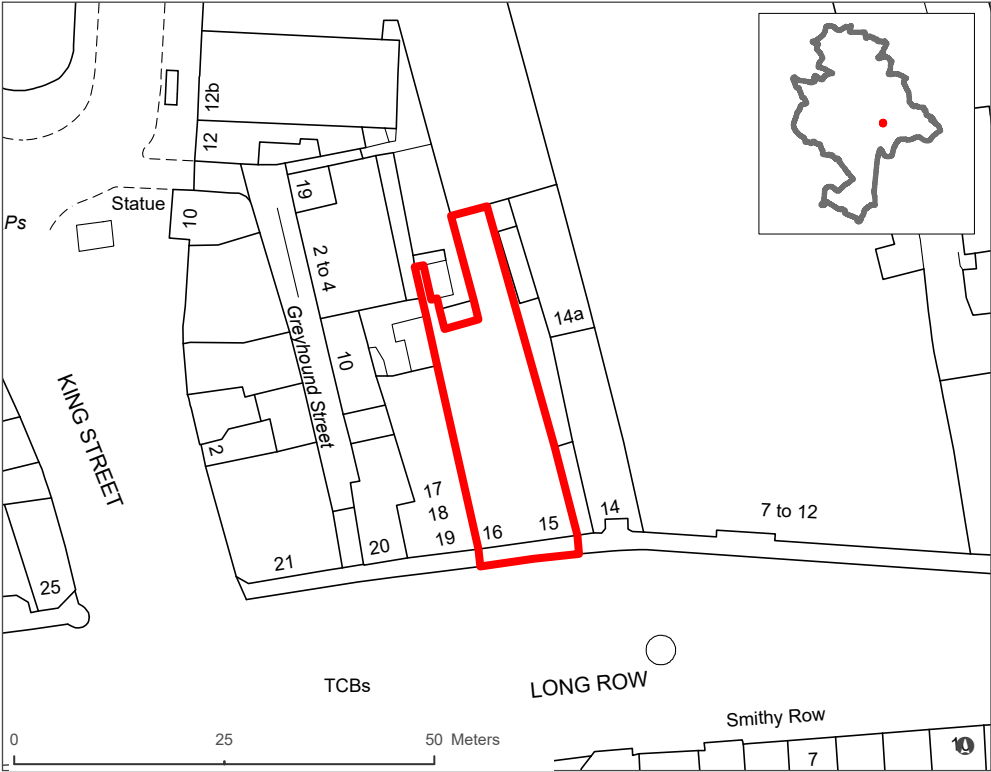 12b
12
19
Statue
10
Ps
2 to 4
Greyhound Street
14a
10
KING STREET
2
17
18
19
16
15
14
7 to 12
20
21
25
TCBs
LONG ROW
Smithy Row
0 25 50 Meters
7